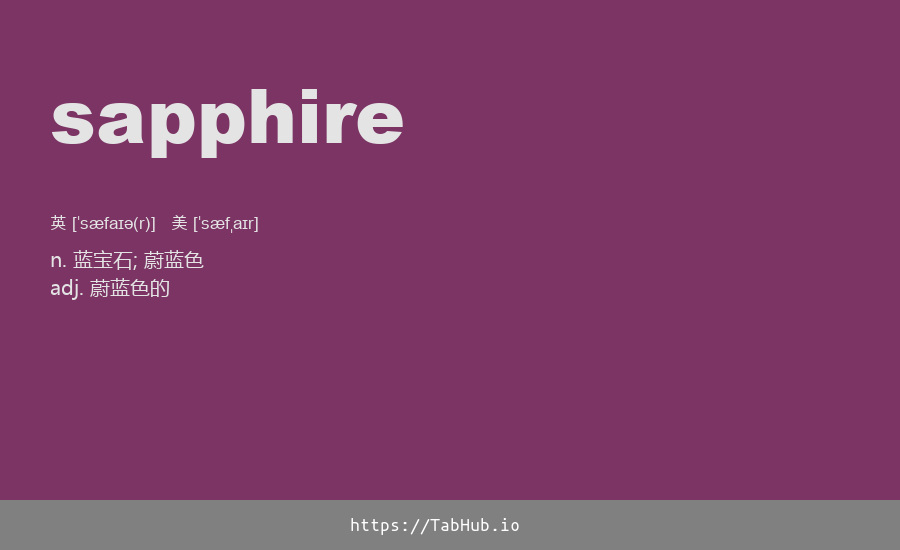 sapphire
英 [ˈsæfaɪə(r)] 美 [ˈsæfˌaɪr]
n. 蓝宝石; 蔚蓝色
adj. 蔚蓝色的
https://TabHub.io